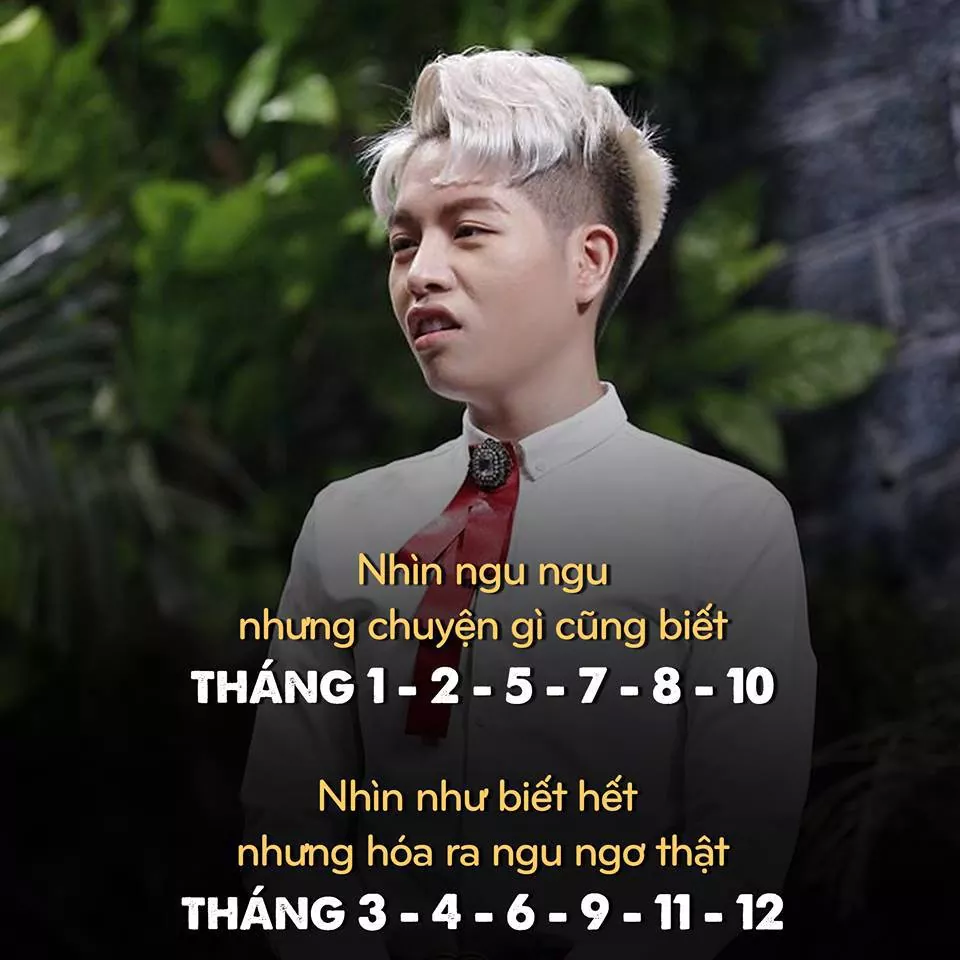 Nhìn ngu ngu
nhưng chuyện gì cũng biết
THÁNG 1 - 2 - 5 - 7 - 8 - 10
Nhìn như biết hết
nhưng hóa ra ngu ngơ thật
THÁNG 3 - 4 - 6 - 9 - 11 - 12